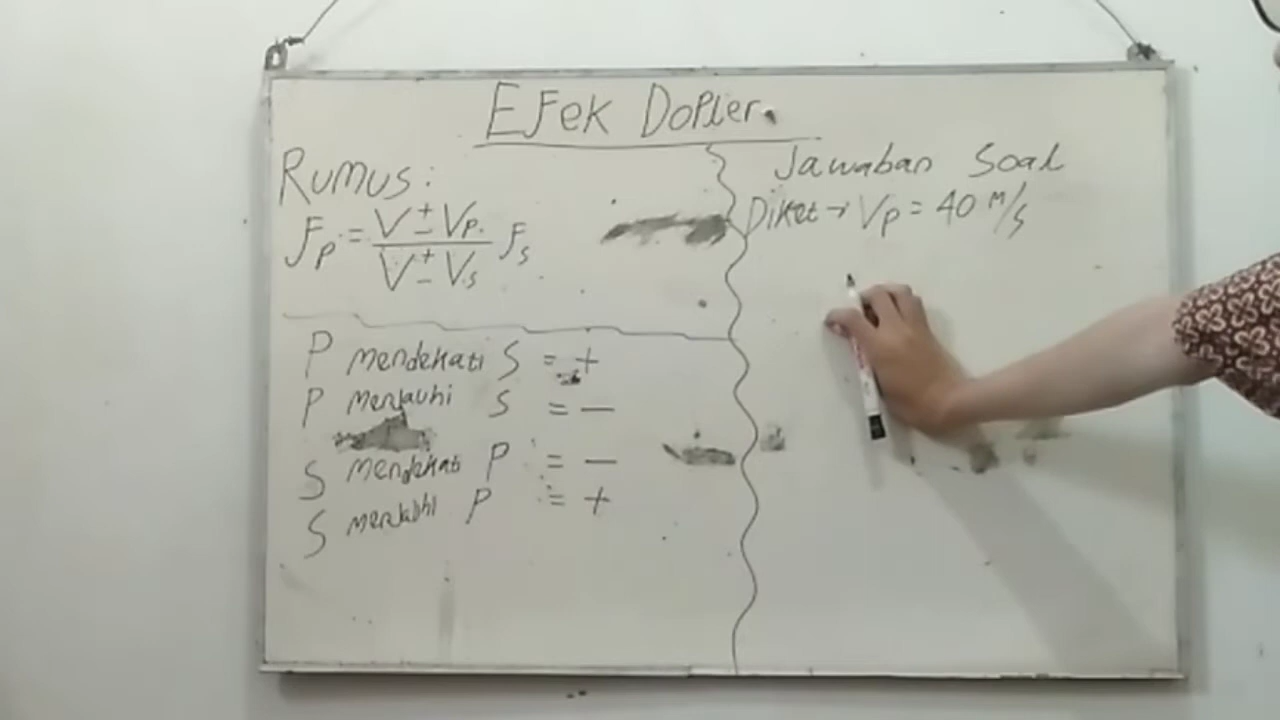 EFek Dopler.
Rumus:
Fp = V ± Vp. / V ± Vs Fs
P mendekati S = +
P menjauhi S = −
S mendekati P = −
S menjauhi P = +
Jawaban Soal
Diket → Vp = 40 M/s